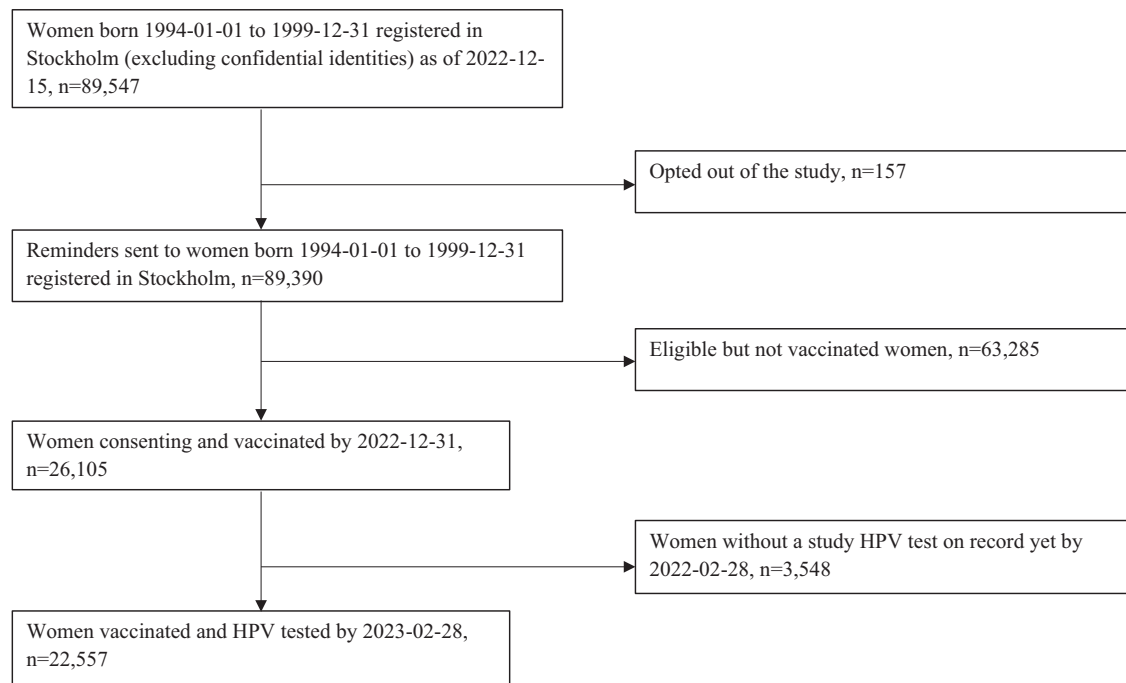 Women born 1994-01-01 to 1999-12-31 registered in
Stockholm (excluding confidential identities) as of 2022-12-
15, n=89,547
Opted out of the study, n=157
Reminders sent to women born 1994-01-01 to 1999-12-31
registered in Stockholm, n=89,390
Eligible but not vaccinated women, n=63,285
Women consenting and vaccinated by 2022-12-31,
n=26,105
Women without a study HPV test on record yet by
2022-02-28, n=3,548
Women vaccinated and HPV tested by 2023-02-28,
n=22,557